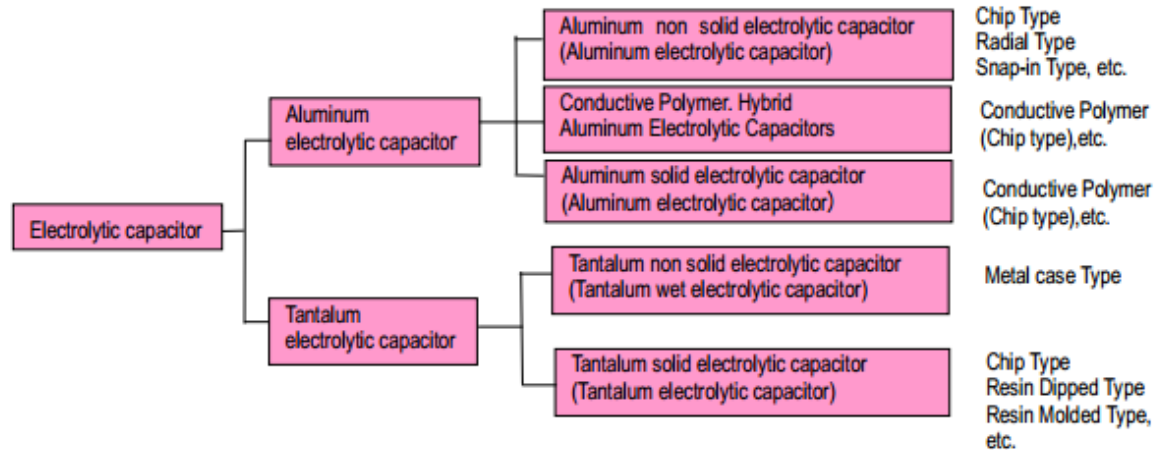 Electrolytic capacitor
Aluminum
electrolytic capacitor
Aluminum non solid electrolytic capacitor
(Aluminum electrolytic capacitor)
Chip Type
Radial Type
Snap-in Type, etc.
Conductive Polymer. Hybrid
Aluminum Electrolytic Capacitors
Conductive Polymer
(Chip type),etc.
Aluminum solid electrolytic capacitor
(Aluminum electrolytic capacitor)
Conductive Polymer
(Chip type),etc.
Tantalum
electrolytic capacitor
Tantalum non solid electrolytic capacitor
(Tantalum wet electrolytic capacitor)
Metal case Type
Tantalum solid electrolytic capacitor
(Tantalum electrolytic capacitor)
Chip Type
Resin Dipped Type
Resin Molded Type,
etc.